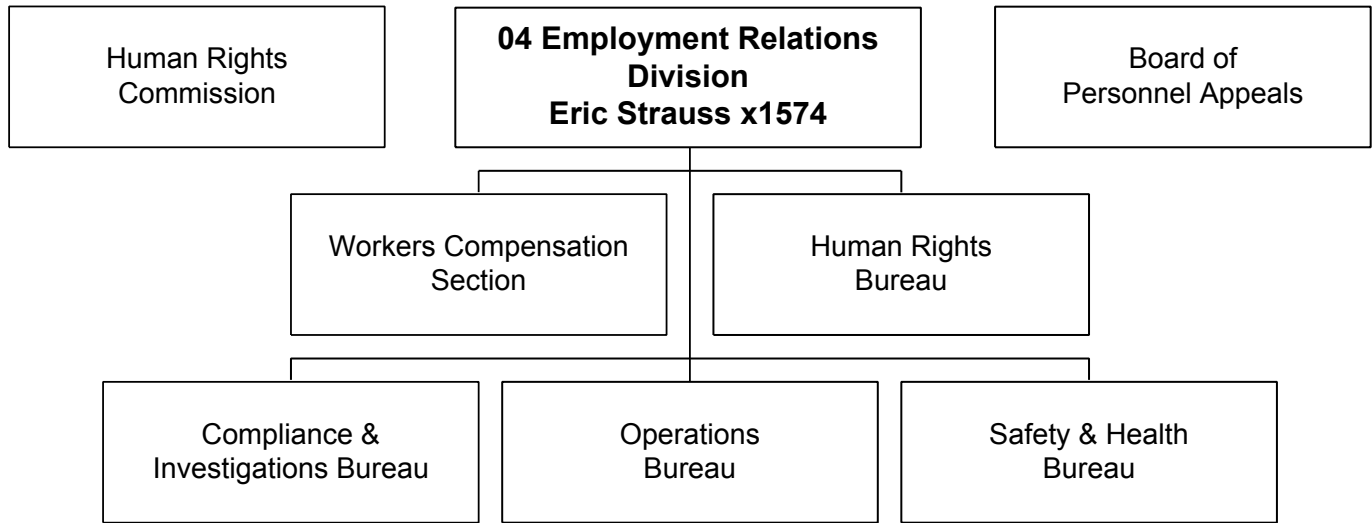 Human Rights
Commission
04 Employment Relations
Division
Eric Strauss x1574
Board of
Personnel Appeals
Workers Compensation
Section
Human Rights
Bureau
Compliance &
Investigations Bureau
Operations
Bureau
Safety & Health
Bureau